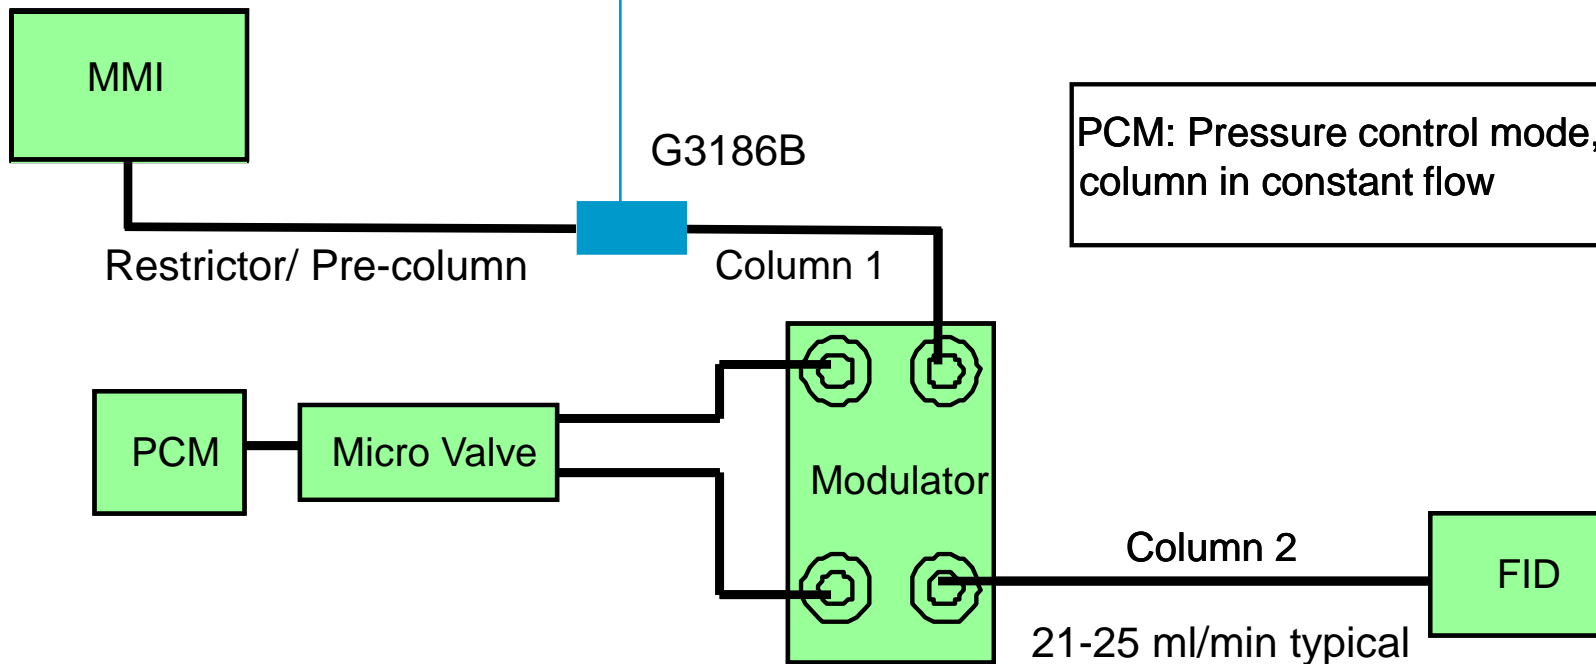 MMI
G3186B
PCM: Pressure control mode,
column in constant flow
Restrictor/ Pre-column
Column 1
PCM
Micro Valve
Modulator
Column 2
FID
21-25 ml/min typical